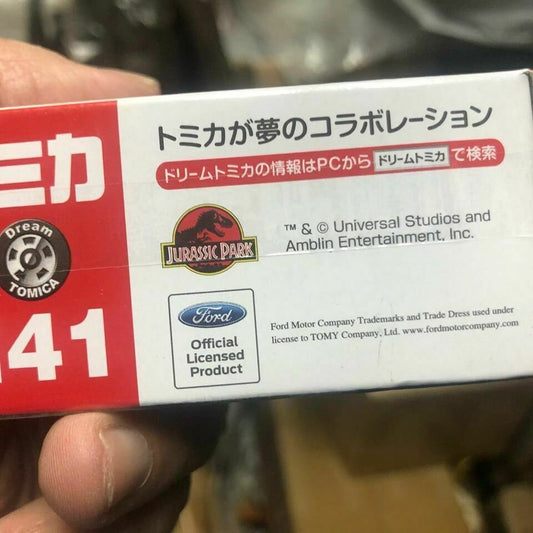 ミカ
Dream
TOMICA
141
トミカが夢のコラボレーション
ドリームトミカの情報はPCから ドリームトミカ で検索
JURASSIC PARK
™ & © Universal Studios and
Amblin Entertainment, Inc.
Ford
Official
Licensed
Product
Ford Motor Company Trademarks and Trade Dress used under
license to TOMY Company, Ltd. www.fordmotorcompany.com